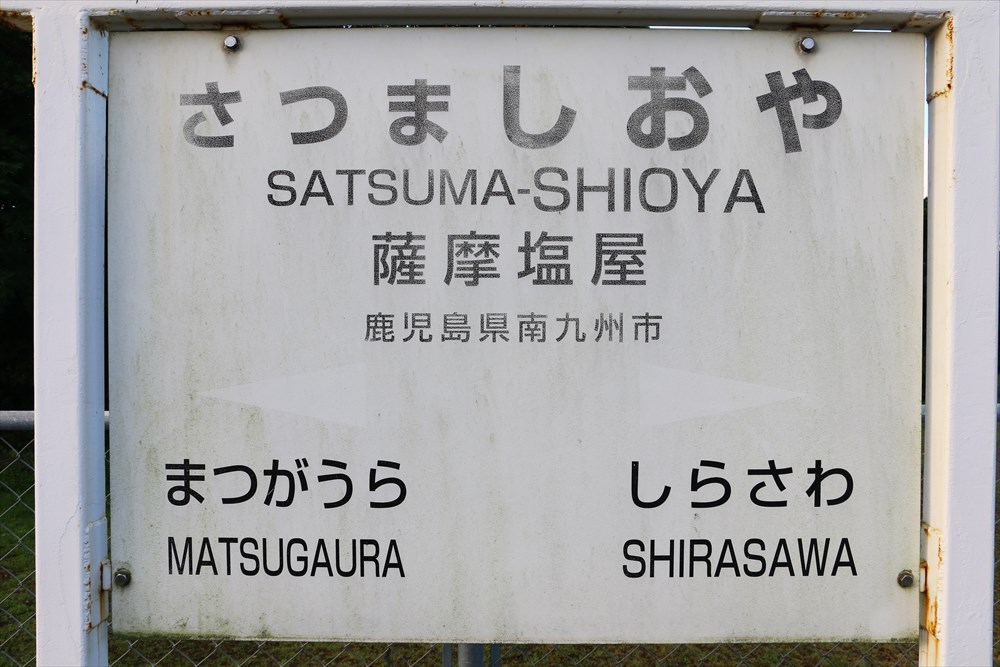 さつましおや
SATSUMA-SHIOYA
薩摩塩屋
鹿児島県南九州市
まつがうら しらさわ
MATSUGAURA SHIRASAWA